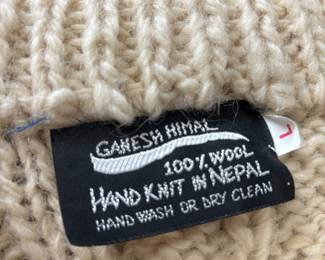 GANESH HIMAL
100% WOOL
HAND KNIT IN NEPAL
HAND WASH OR DRY CLEAN
L